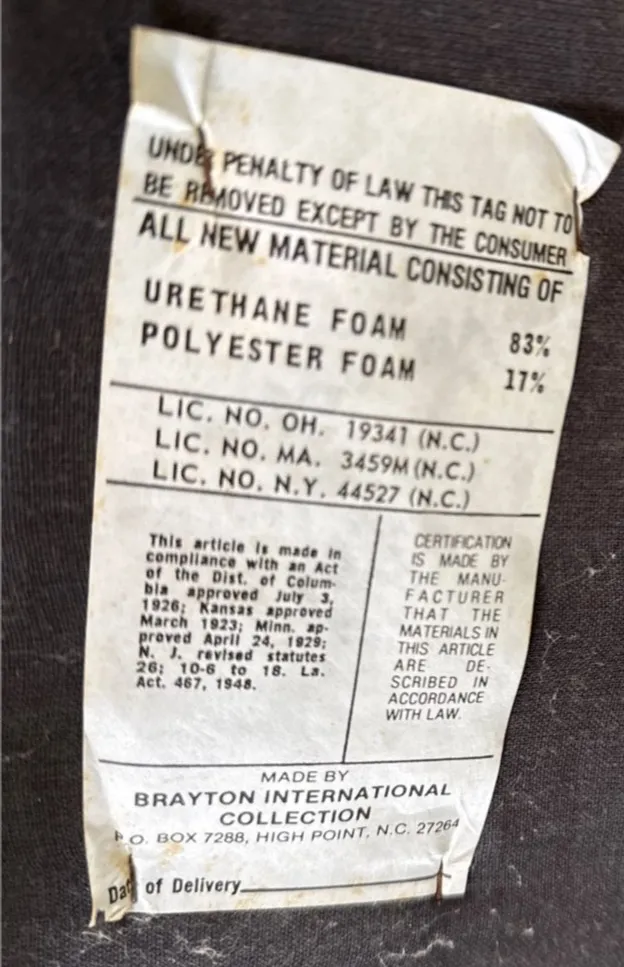 UNDER PENALTY OF LAW THIS TAG NOT TO
BE REMOVED EXCEPT BY THE CONSUMER
ALL NEW MATERIAL CONSISTING OF
URETHANE FOAM 83%
POLYESTER FOAM 17%
LIC. NO. OH. 19341 (N.C.)
LIC. NO. MA. 3459M (N.C.)
LIC. NO. N.Y. 44527 (N.C.)
This article is made in
compliance with an Act
of the Dist. of Colum-
bia approved July 3,
1926; Kansas approved
March 1923; Minn. ap-
proved April 24, 1929;
N. J. revised statutes
26; 10-6 to 18. La.
Act. 467, 1948.
CERTIFICATION
IS MADE BY
THE MANU-
FACTURER
THAT THE
MATERIALS IN
THIS ARTICLE
ARE DE-
SCRIBED IN
ACCORDANCE
WITH LAW.
MADE BY
BRAYTON INTERNATIONAL
COLLECTION
P.O. BOX 7288, HIGH POINT, N.C. 27264
Date of Delivery